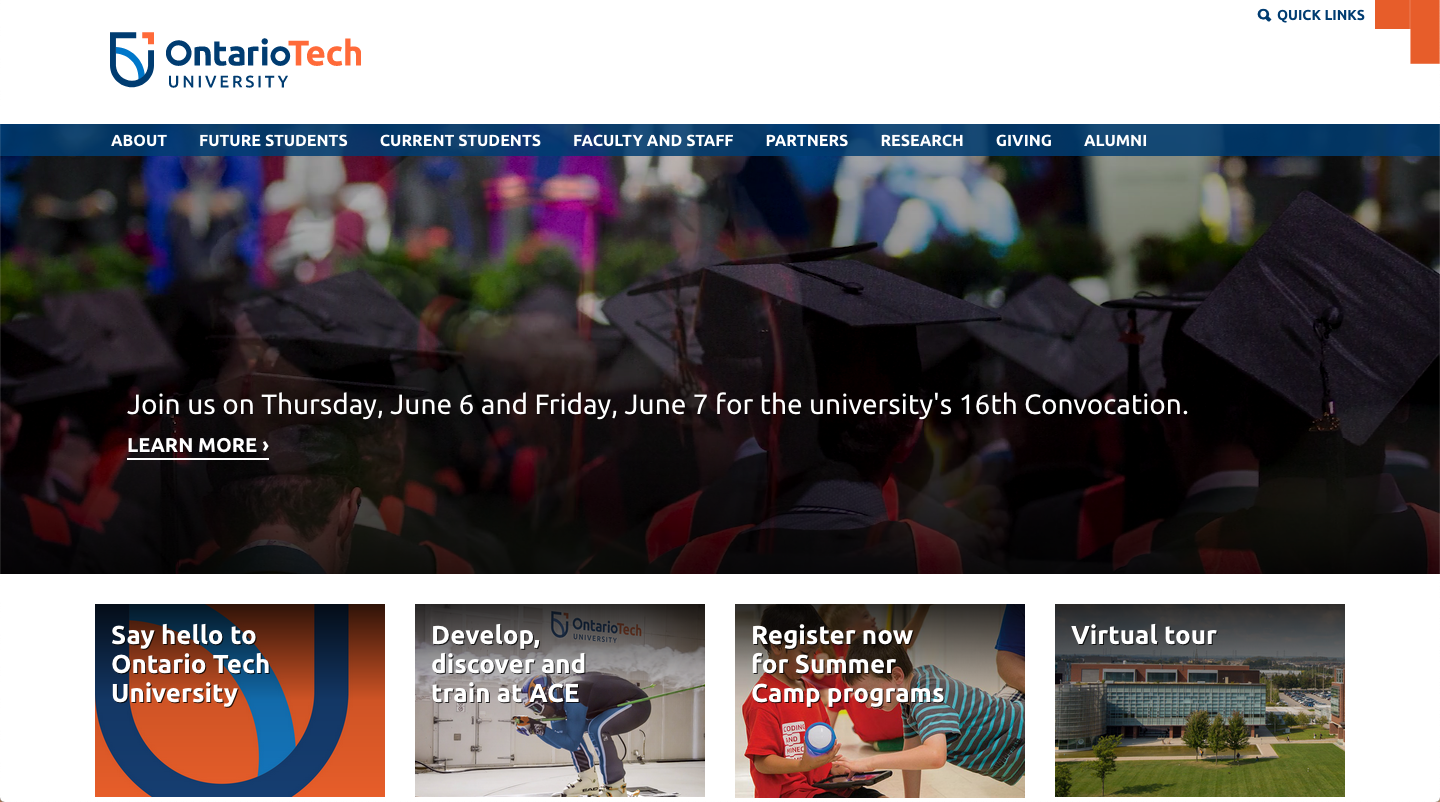 QUICK LINKS
OntarioTech
UNIVERSITY
ABOUT FUTURE STUDENTS CURRENT STUDENTS FACULTY AND STAFF PARTNERS RESEARCH GIVING ALUMNI
Join us on Thursday, June 6 and Friday, June 7 for the university's 16th Convocation.
LEARN MORE ›
Say hello to
Ontario Tech
University
Develop,
discover and
train at ACE
OntarioTech
UNIVERSITY
Register now
for Summer
Camp programs
CODING
AND
Virtual tour